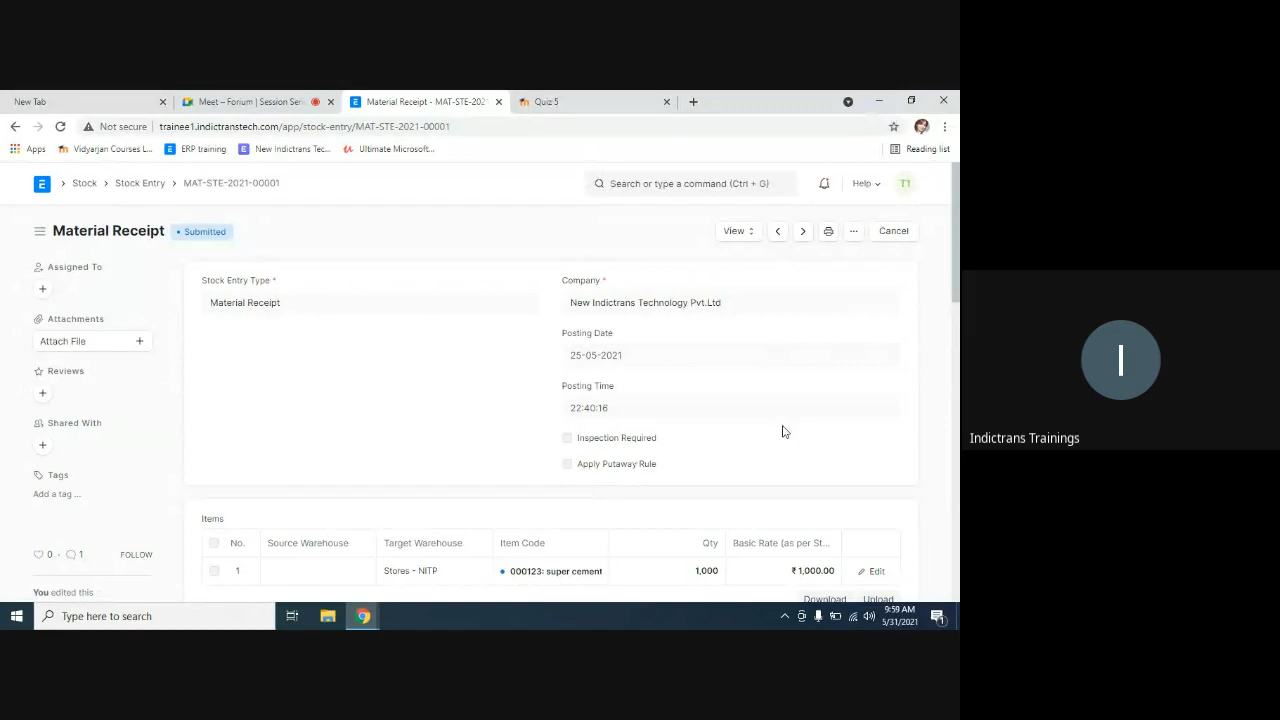 New Tab
Meet – Forium | Session Seri
Material Receipt - MAT-STE-202
Quiz 5
Not secure
trainee1.indictranstech.com/app/stock-entry/MAT-STE-2021-00001
Apps
Vidyarjan Courses L...
ERP training
New Indictrans Tec...
Ultimate Microsoft...
Reading list
E
Stock
Stock Entry
MAT-STE-2021-00001
Search or type a command (Ctrl + G)
Help
T1
Material Receipt
Submitted
View
Cancel
Assigned To
Attachments
Attach File
Reviews
Shared With
Tags
Add a tag ...
0 · 1
FOLLOW
You edited this
Stock Entry Type *
Material Receipt
Company *
New Indictrans Technology Pvt.Ltd
Posting Date
25-05-2021
Posting Time
22:40:16
Inspection Required
Apply Putaway Rule
Items
No. Source Warehouse Target Warehouse Item Code Qty Basic Rate (as per St...
1 Stores - NITP 000123: super cement 1,000 ₹ 1,000.00 Edit
Download Upload
Type here to search
9:59 AM
5/31/2021
1
I
Indictrans Trainings